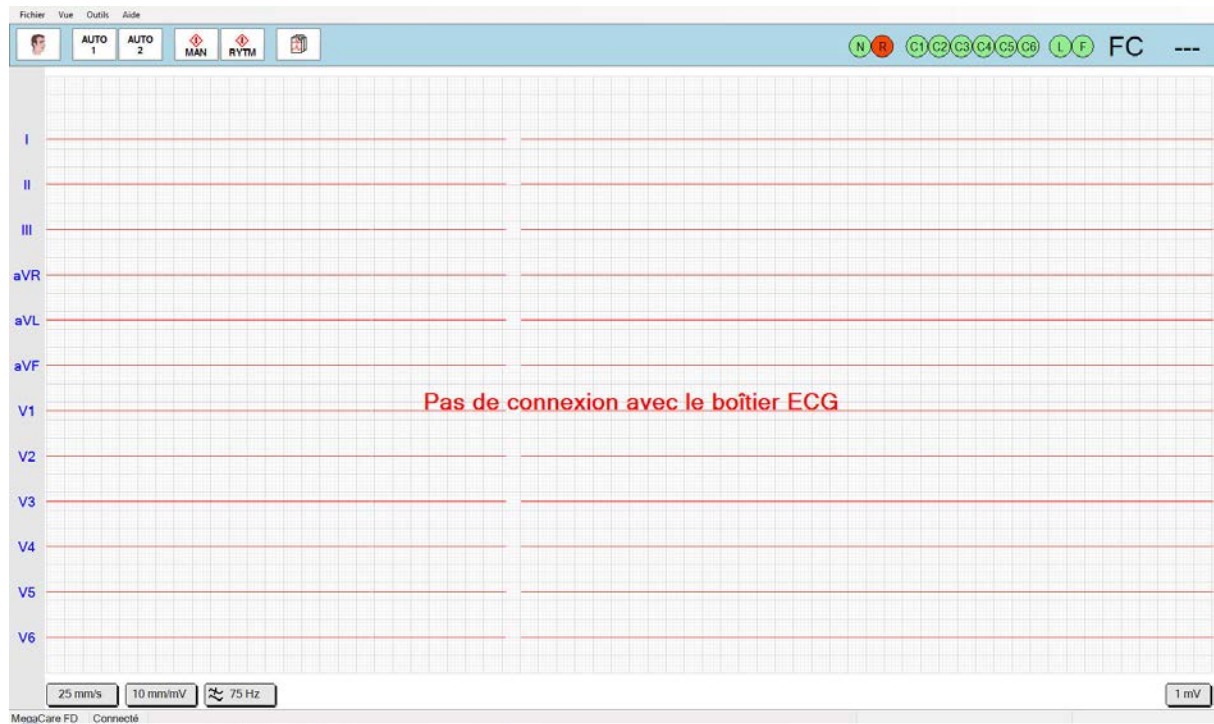 Fichier Vue Outils Aide
AUTO 1 AUTO 2 MAN RYTM N R C1 C2 C3 C4 C5 C6 L F FC ---
I
II
III
aVR
aVL
aVF
Pas de connexion avec le boîtier ECG
V1
V2
V3
V4
V5
V6
25 mm/s 10 mm/mV 75 Hz 1 mV
MegaCare FD Connecté